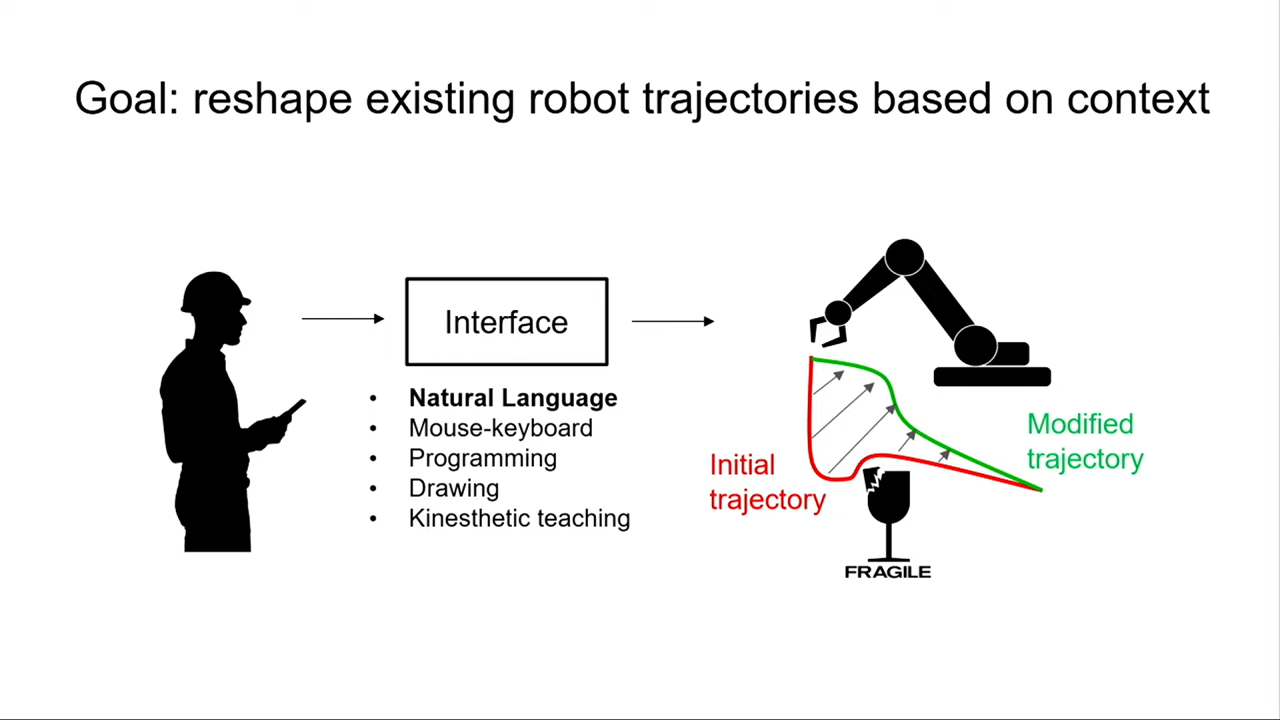 Goal: reshape existing robot trajectories based on context
Interface
• Natural Language
• Mouse-keyboard
• Programming
• Drawing
• Kinesthetic teaching
Initial
trajectory
Modified
trajectory
FRAGILE